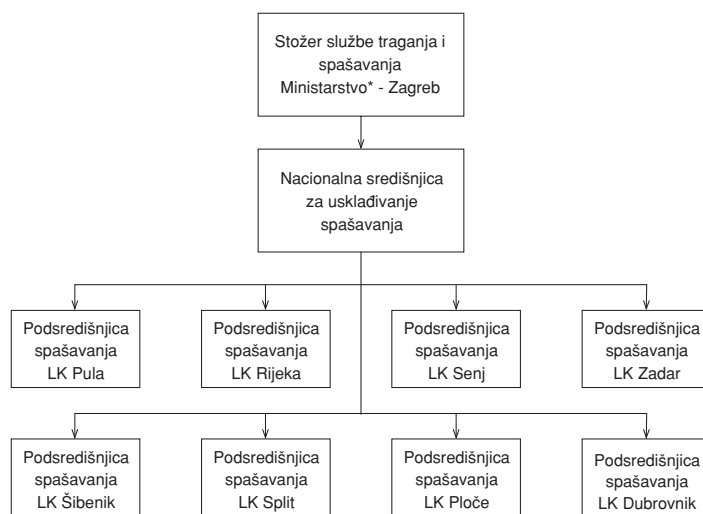 Stožer službe traganja i
spašavanja
Ministarstvo* - Zagreb
Nacionalna središnjica
za usklađivanje
spašavanja
Podsredišnjica
spašavanja
LK Pula
Podsredišnjica
spašavanja
LK Rijeka
Podsredišnjica
spašavanja
LK Senj
Podsredišnjica
spašavanja
LK Zadar
Podsredišnjica
spašavanja
LK Šibenik
Podsredišnjica
spašavanja
LK Split
Podsredišnjica
spašavanja
LK Ploče
Podsredišnjica
spašavanja
LK Dubrovnik